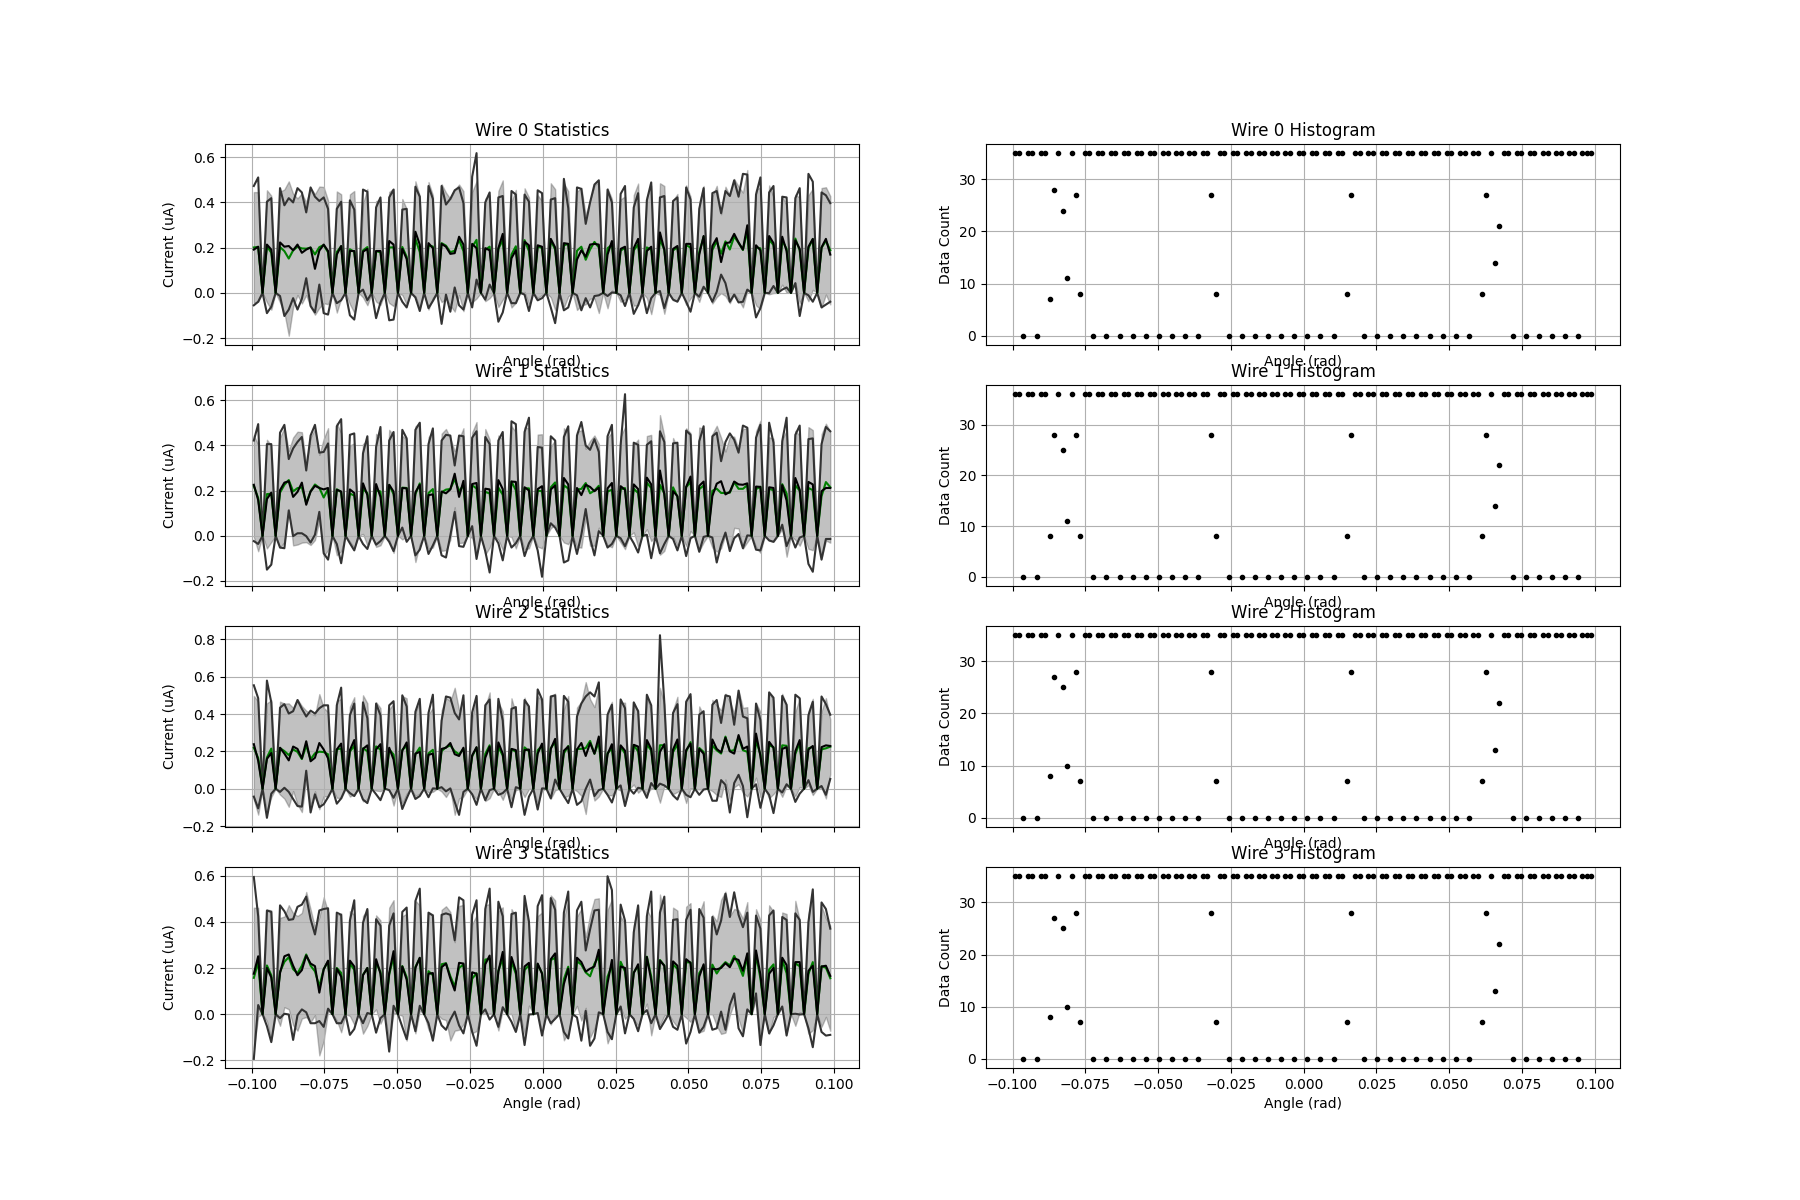 Wire 0 Statistics
0.6
0.4
0.2
0.0
−0.2
Current (uA)
Angle (rad)
Wire 0 Histogram
30
20
10
0
Data Count
Angle (rad)
Wire 1 Statistics
0.6
0.4
0.2
0.0
−0.2
Current (uA)
Angle (rad)
Wire 1 Histogram
30
20
10
0
Data Count
Angle (rad)
Wire 2 Statistics
0.8
0.6
0.4
0.2
0.0
−0.2
Current (uA)
Angle (rad)
Wire 2 Histogram
30
20
10
0
Data Count
Angle (rad)
Wire 3 Statistics
0.6
0.4
0.2
0.0
−0.2
Current (uA)
−0.100 −0.075 −0.050 −0.025 0.000 0.025 0.050 0.075 0.100
Angle (rad)
Wire 3 Histogram
30
20
10
0
Data Count
−0.100 −0.075 −0.050 −0.025 0.000 0.025 0.050 0.075 0.100
Angle (rad)